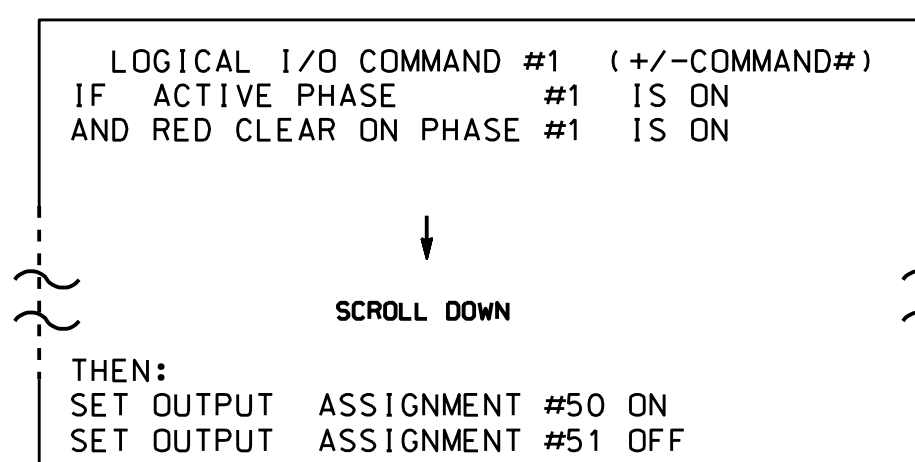 LOGICAL I/O COMMAND #1 (+/-COMMAND#)
IF ACTIVE PHASE #1 IS ON
AND RED CLEAR ON PHASE #1 IS ON
SCROLL DOWN
THEN:
SET OUTPUT ASSIGNMENT #50 ON
SET OUTPUT ASSIGNMENT #51 OFF